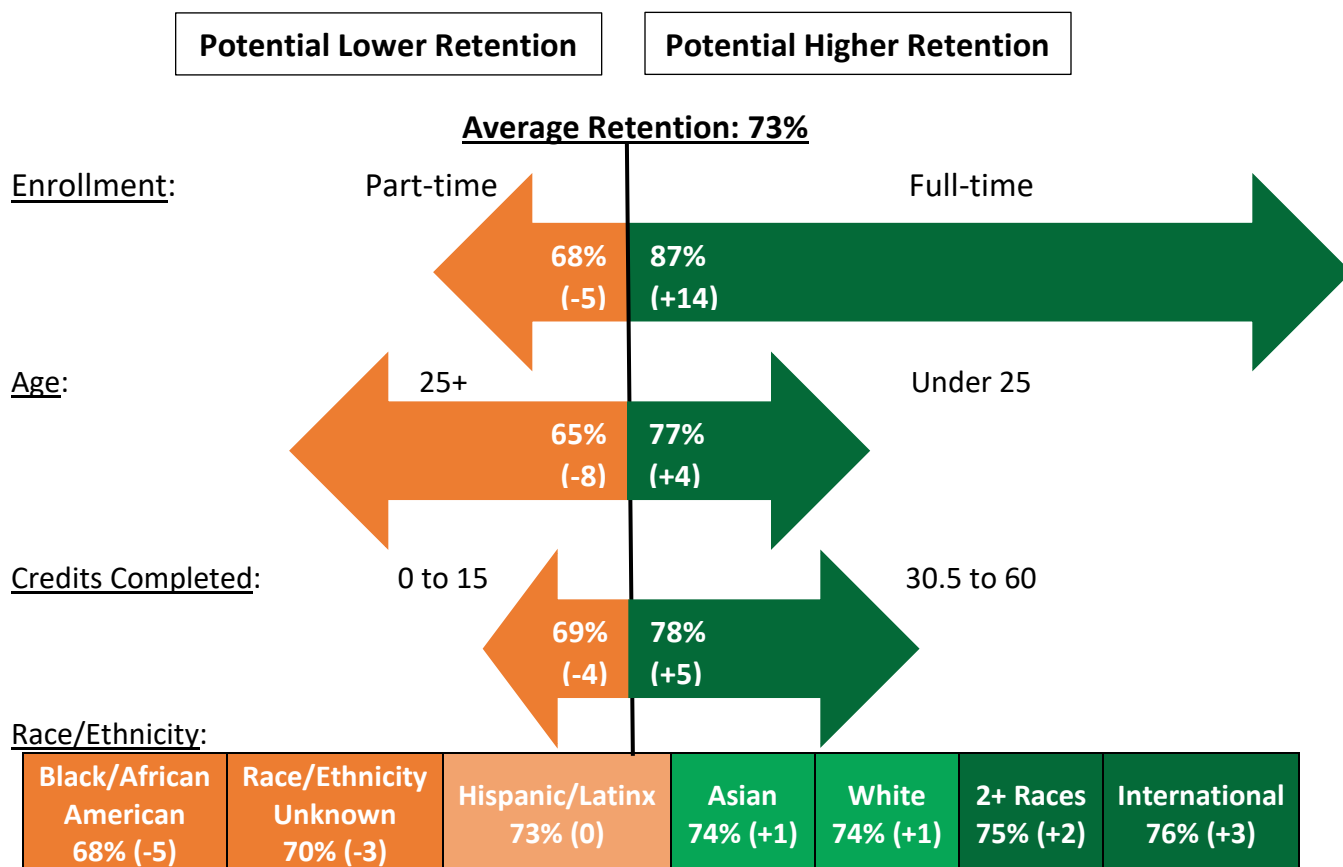 Potential Lower Retention
Potential Higher Retention
Average Retention: 73%
Enrollment:
Part-time
Full-time
68%
(-5)
87%
(+14)
Age:
25+
Under 25
65%
(-8)
77%
(+4)
Credits Completed:
0 to 15
30.5 to 60
69%
(-4)
78%
(+5)
Race/Ethnicity:
Black/African
American
68% (-5)
Race/Ethnicity
Unknown
70% (-3)
Hispanic/Latinx
73% (0)
Asian
74% (+1)
White
74% (+1)
2+ Races
75% (+2)
International
76% (+3)